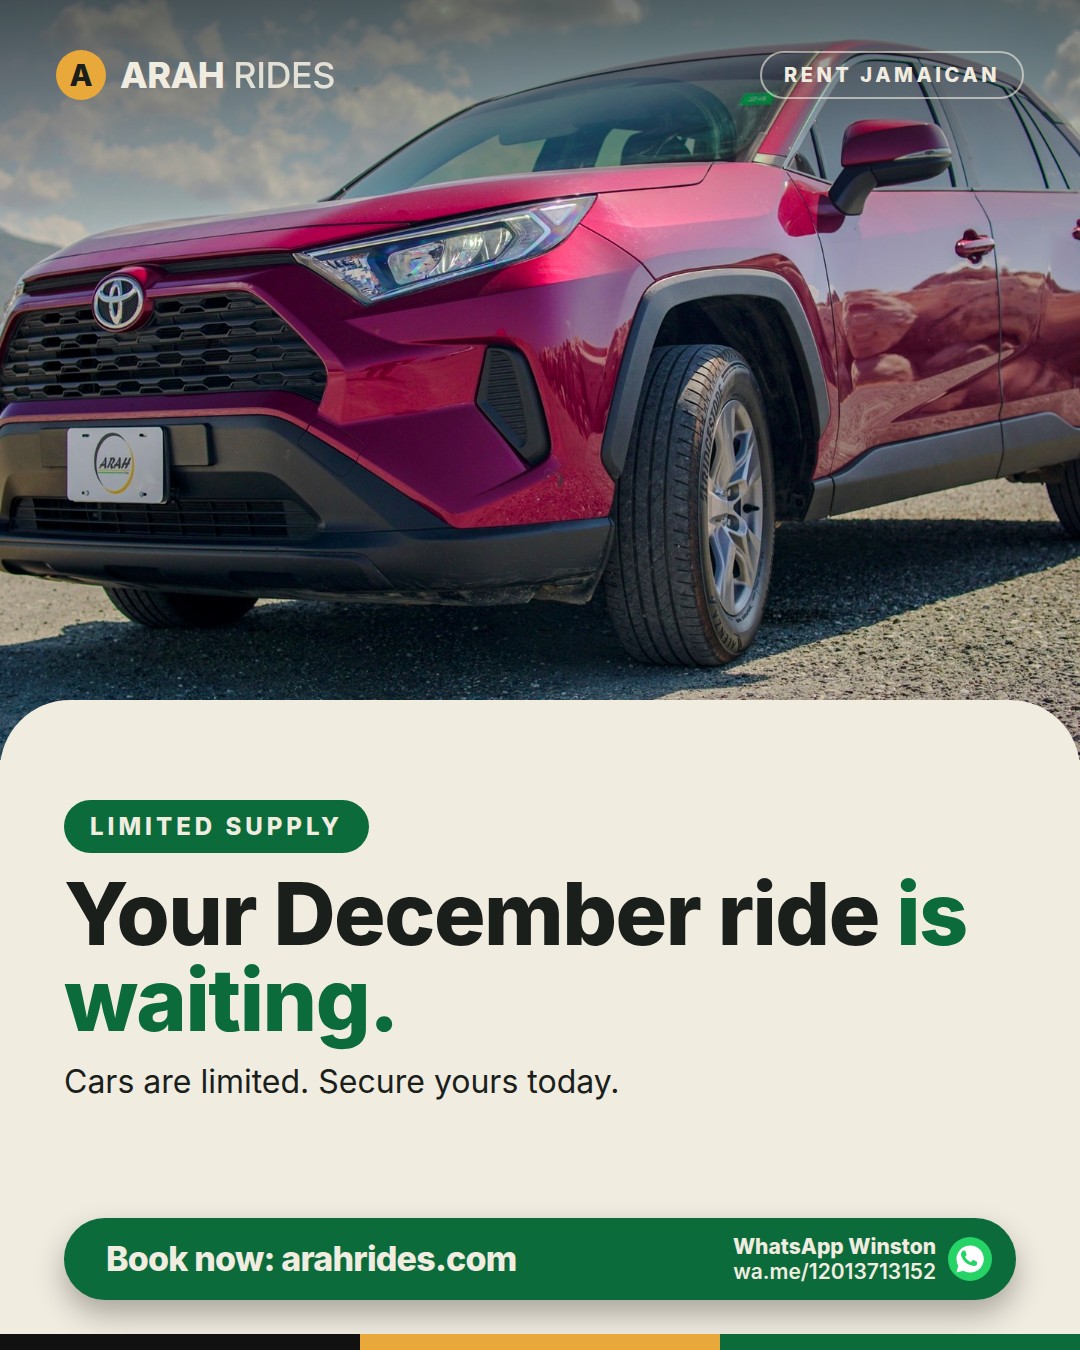 A ARAH RIDES
RENT JAMAICAN
24
ARAH
LIMITED SUPPLY
Your December ride is
waiting.
Cars are limited. Secure yours today.
Book now: arahrides.com
WhatsApp Winston
wa.me/12013713152